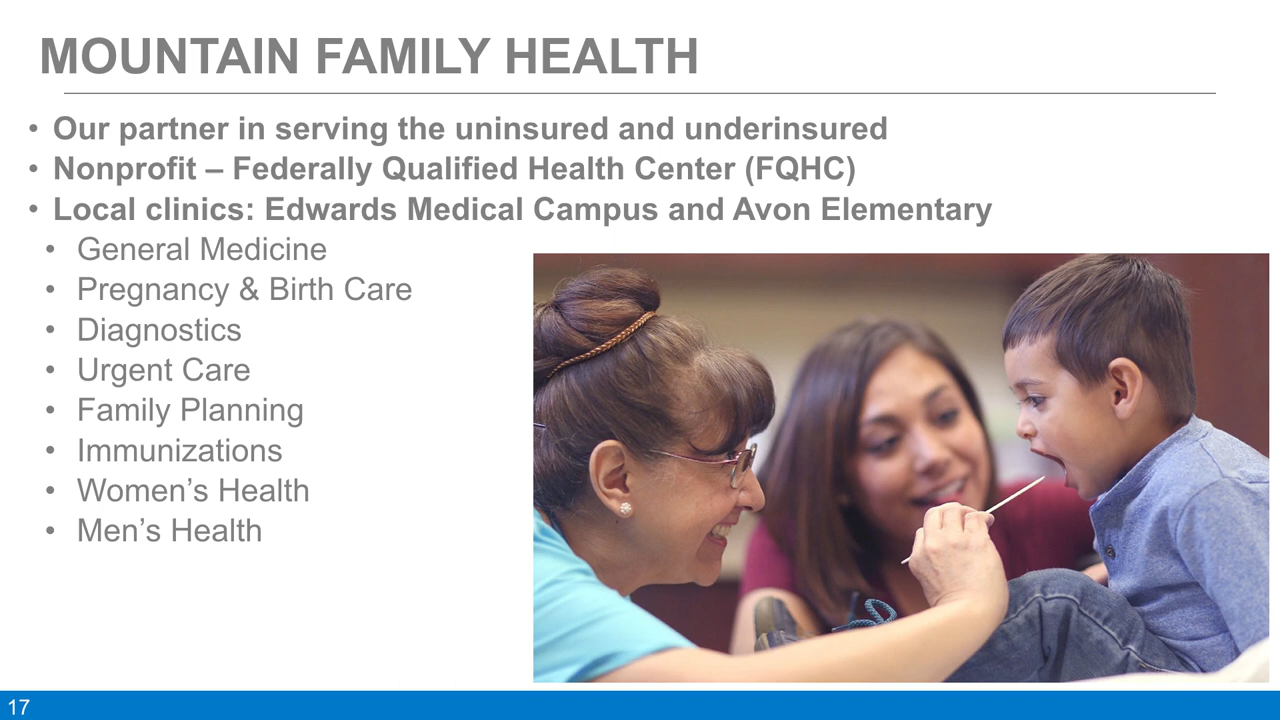 MOUNTAIN FAMILY HEALTH
• Our partner in serving the uninsured and underinsured
• Nonprofit – Federally Qualified Health Center (FQHC)
• Local clinics: Edwards Medical Campus and Avon Elementary
• General Medicine
• Pregnancy & Birth Care
• Diagnostics
• Urgent Care
• Family Planning
• Immunizations
• Women’s Health
• Men’s Health
17